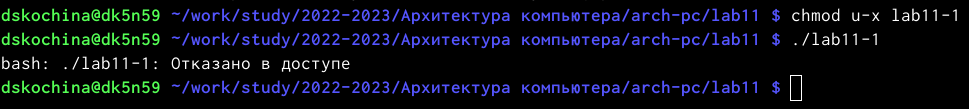 dskochina@dk5n59 ~/work/study/2022-2023/Архитектура компьютера/arch-pc/lab11 $ chmod u-x lab11-1
dskochina@dk5n59 ~/work/study/2022-2023/Архитектура компьютера/arch-pc/lab11 $ ./lab11-1
bash: ./lab11-1: Отказано в доступе
dskochina@dk5n59 ~/work/study/2022-2023/Архитектура компьютера/arch-pc/lab11 $